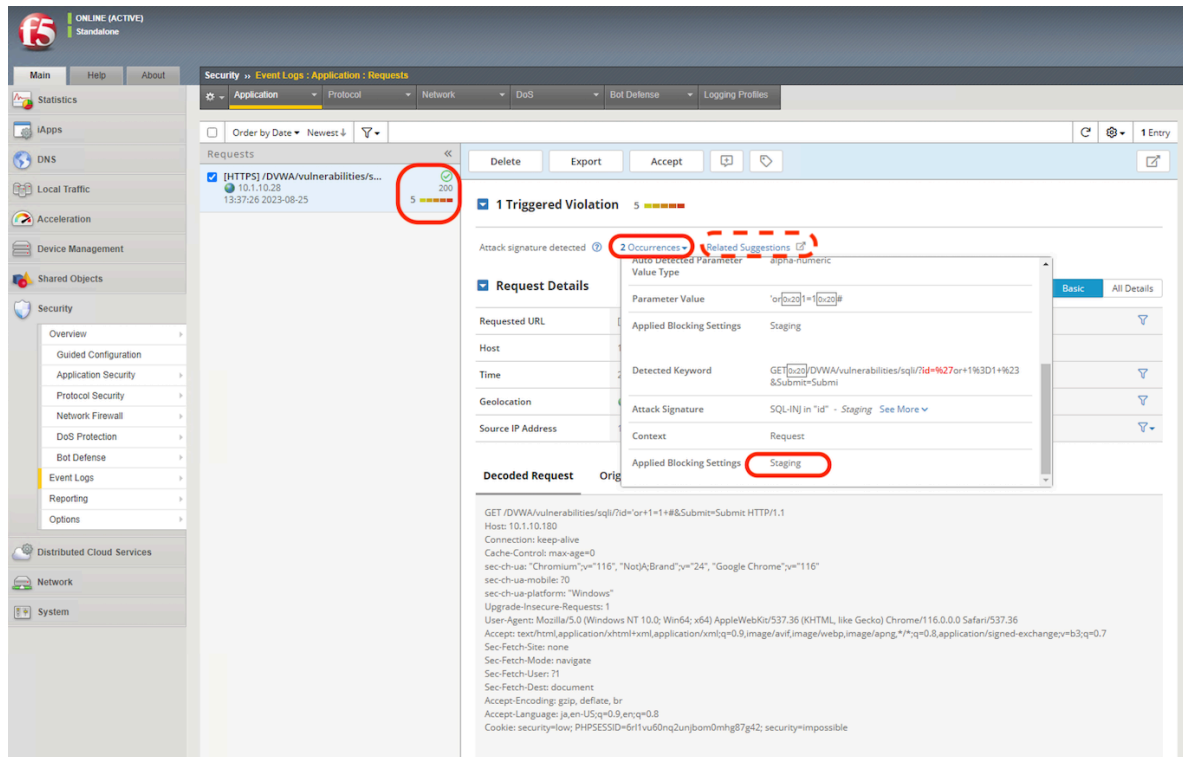 f5
ONLINE (ACTIVE)
Standalone
Main
Help
About
Statistics
iApps
DNS
Local Traffic
Acceleration
Device Management
Shared Objects
Security
Overview
Guided Configuration
Application Security
Protocol Security
Network Firewall
DoS Protection
Bot Defense
Event Logs
Reporting
Options
Distributed Cloud Services
Network
System
Security ›› Event Logs : Application : Requests
Application
Protocol
Network
DoS
Bot Defense
Logging Profiles
Order by Date Newest ↓
1 Entry
Requests «
[HTTPS] /DVWA/vulnerabilities/s...
10.1.10.28 200
13:37:26 2023-08-25 5
Delete
Export
Accept
1 Triggered Violation 5
Attack signature detected 2 Occurrences Related Suggestions
Auto Detected Parameter Value Type alpha-numeric
Parameter Value 'or0x201=10x20#
Applied Blocking Settings Staging
Detected Keyword GET0x20/DVWA/vulnerabilities/sqli/?id=%27or+1%3D1+%23
&Submit=Submi
Attack Signature SQL-INJ in "id" - Staging See More
Context Request
Applied Blocking Settings Staging
Request Details
Basic
All Details
Requested URL
Host
Time
Geolocation
Source IP Address
Decoded Request Orig
GET /DVWA/vulnerabilities/sqli/?id='or+1=1+#&Submit=Submit HTTP/1.1
Host: 10.1.10.180
Connection: keep-alive
Cache-Control: max-age=0
sec-ch-ua: "Chromium";v="116", "Not)A;Brand";v="24", "Google Chrome";v="116"
sec-ch-ua-mobile: ?0
sec-ch-ua-platform: "Windows"
Upgrade-Insecure-Requests: 1
User-Agent: Mozilla/5.0 (Windows NT 10.0; Win64; x64) AppleWebKit/537.36 (KHTML, like Gecko) Chrome/116.0.0.0 Safari/537.36
Accept: text/html,application/xhtml+xml,application/xml;q=0.9,image/avif,image/webp,image/apng,*/*;q=0.8,application/signed-exchange;v=b3;q=0.7
Sec-Fetch-Site: none
Sec-Fetch-Mode: navigate
Sec-Fetch-User: ?1
Sec-Fetch-Dest: document
Accept-Encoding: gzip, deflate, br
Accept-Language: ja,en-US;q=0.9,en;q=0.8
Cookie: security=low; PHPSESSID=6rl1vu60nq2unjbom0mhg87g42; security=impossible